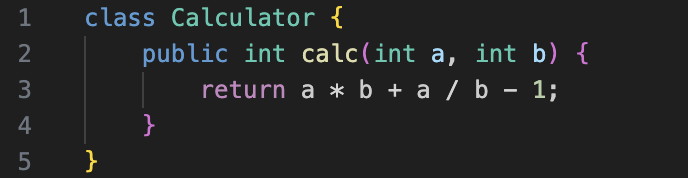 1 class Calculator {
2     public int calc(int a, int b) {
3         return a * b + a / b - 1;
4     }
5 }